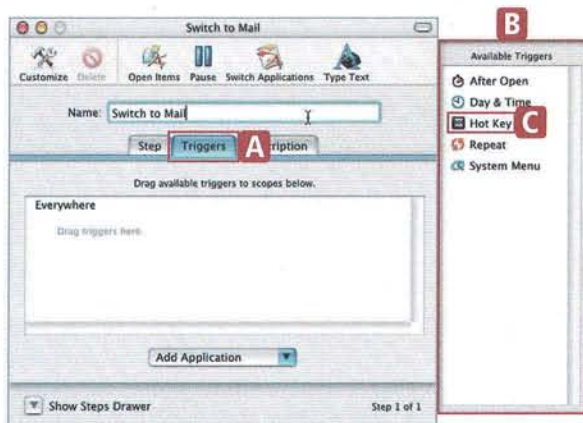 Switch to Mail
Customize Delete Open Items Pause Switch Applications Type Text
Name: Switch to Mail
Step Triggers A cription
Drag available triggers to scopes below.
Everywhere
Drag triggers here.
Add Application
Show Steps Drawer Step 1 of 1
B
Available Triggers
After Open
Day & Time
Hot Key C
Repeat
System Menu